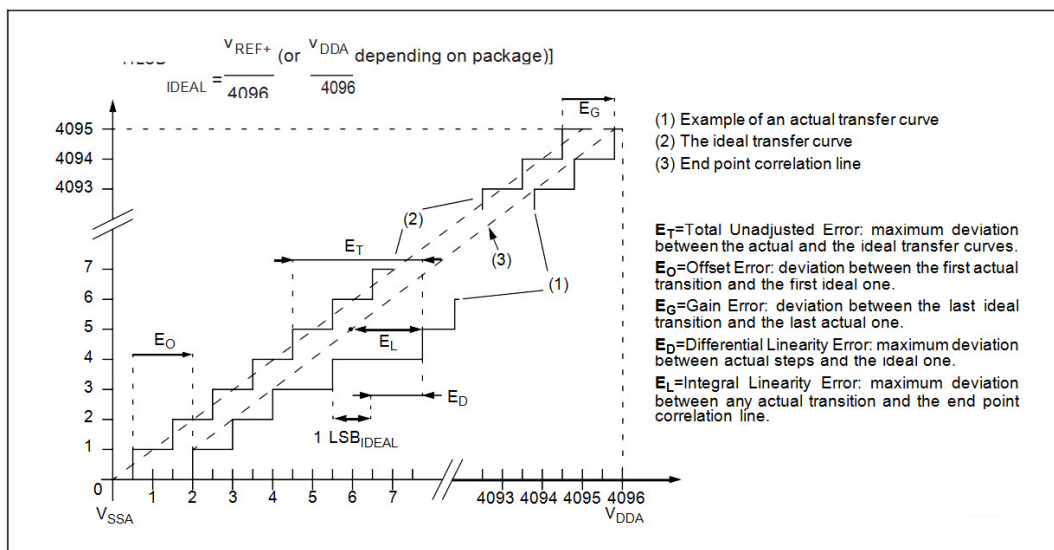 V REF+ (or V DDA depending on package)]
IDEAL = 4096 4096
E_G
4095
4094
4093
(1) Example of an actual transfer curve
(2) The ideal transfer curve
(3) End point correlation line
(2)
E_T
(3)
7
(1)
6
5
E_O
E_L
4
3
E_D
2
1 LSB_IDEAL
1
0
1 2 3 4 5 6 7 4093 4094 4095 4096
V_SSA V_DDA
E_T=Total Unadjusted Error: maximum deviation
between the actual and the ideal transfer curves.
E_O=Offset Error: deviation between the first actual
transition and the first ideal one.
E_G=Gain Error: deviation between the last ideal
transition and the last actual one.
E_D=Differential Linearity Error: maximum deviation
between actual steps and the ideal one.
E_L=Integral Linearity Error: maximum deviation
between any actual transition and the end point
correlation line.